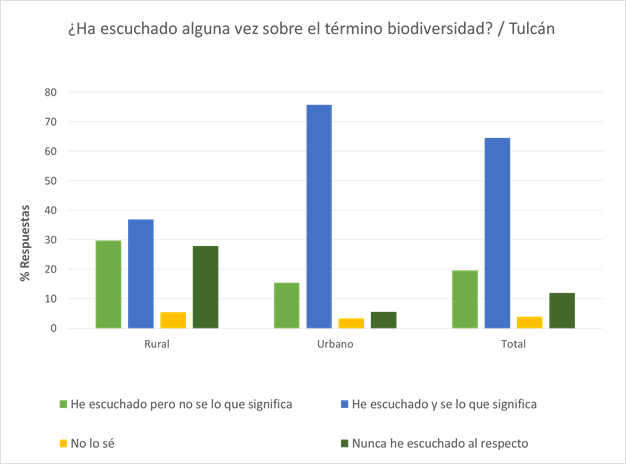 ¿Ha escuchado alguna vez sobre el término biodiversidad? / Tulcán
% Respuestas
80
70
60
50
40
30
20
10
0
Rural Urbano Total
He escuchado pero no se lo que significa He escuchado y se lo que significa
No lo sé Nunca he escuchado al respecto